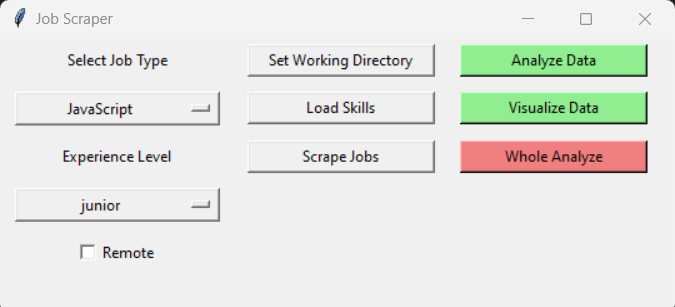 Job Scraper
Select Job Type
Set Working Directory
Analyze Data
JavaScript
Load Skills
Visualize Data
Experience Level
Scrape Jobs
Whole Analyze
junior
Remote